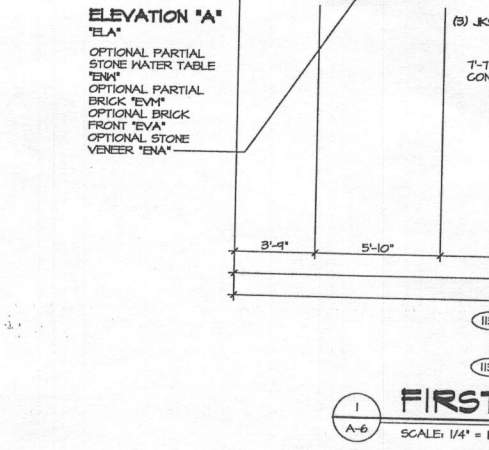 ELEVATION "A"
"ELA"
OPTIONAL PARTIAL
STONE WATER TABLE
"ENW"
OPTIONAL PARTIAL
BRICK "EVM"
OPTIONAL BRICK
FRONT "EVA"
OPTIONAL STONE
VENEER "ENA"
(3) JK
7'-7
CON
3'-9"
5'-10"
1
A-6
FIRST
SCALE: 1/4" = 1